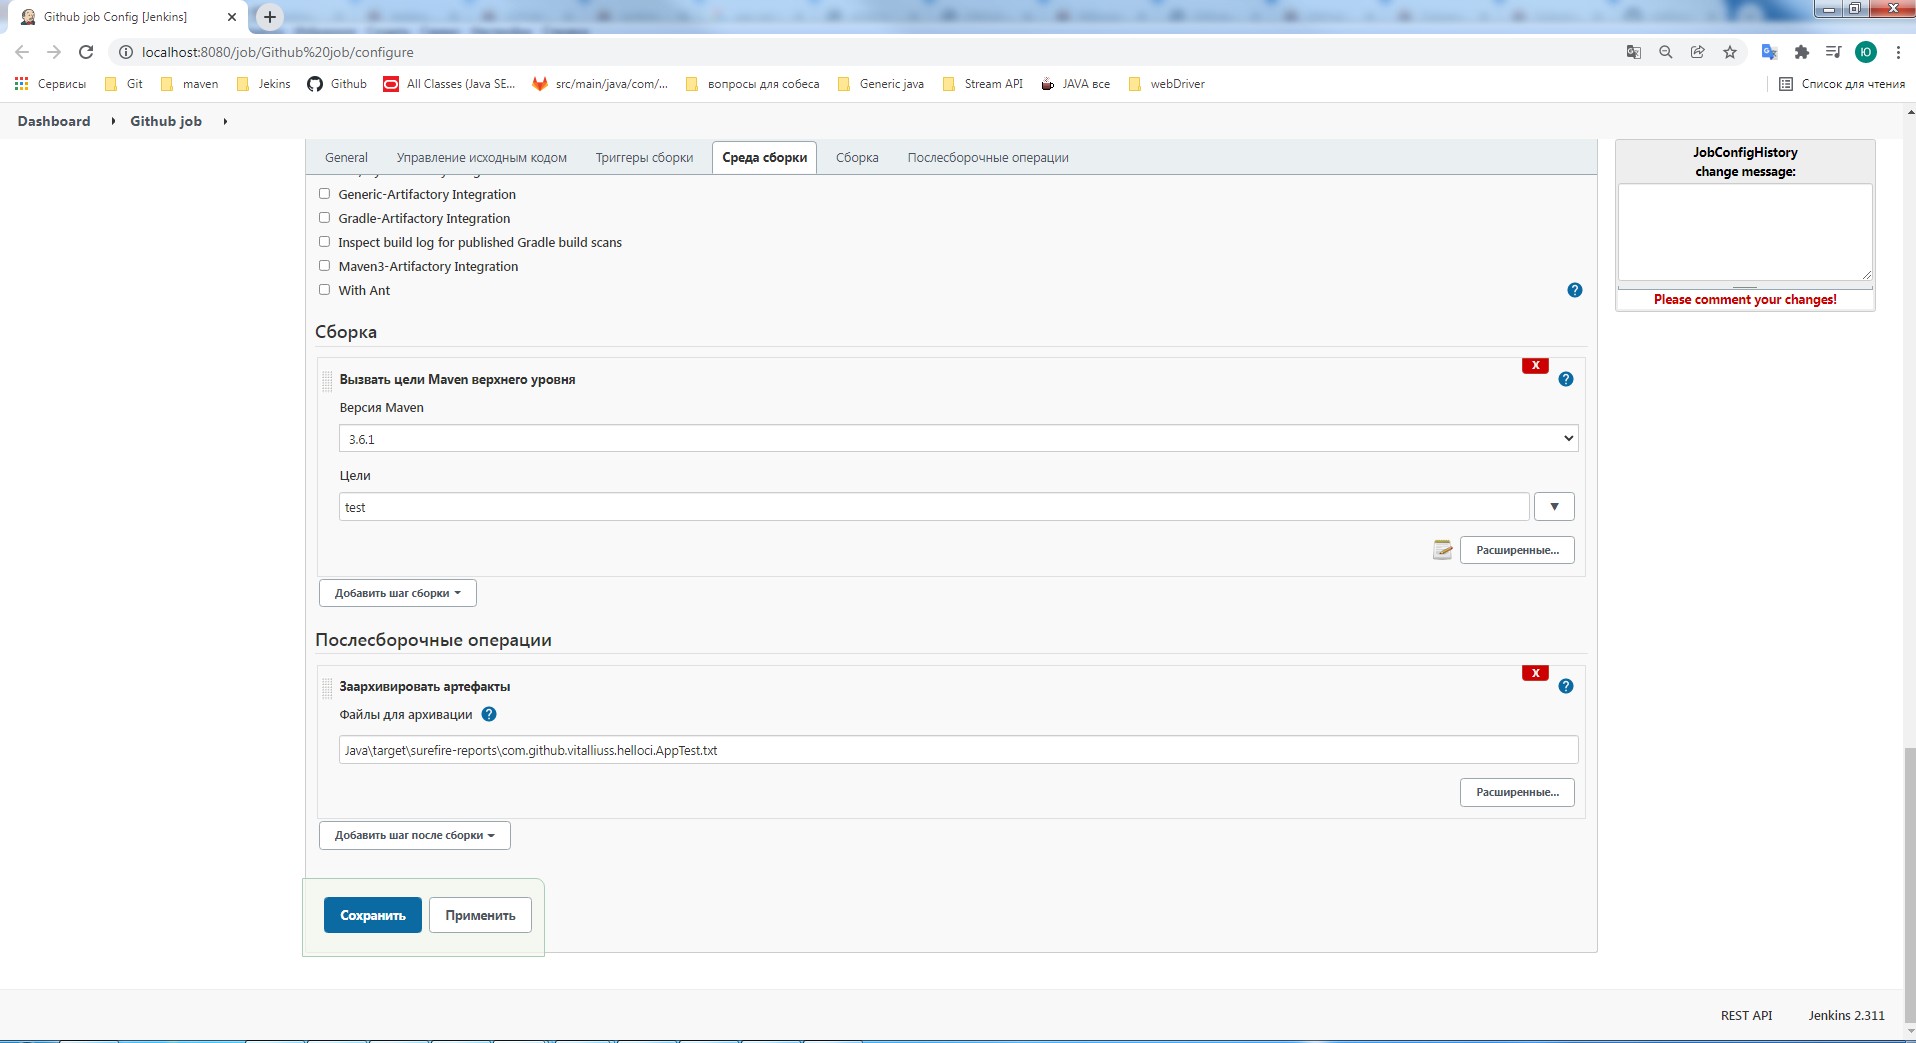 Github job Config [Jenkins]
localhost:8080/job/Github%20job/configure
Ю
Сервисы Git maven Jekins Github All Classes (Java SE... src/main/java/com/... вопросы для собеса Generic java Stream API JAVA все webDriver Список для чтения
Dashboard Github job
General Управление исходным кодом Триггеры сборки Среда сборки Сборка Послесборочные операции
JobConfigHistory
change message:
Generic-Artifactory Integration
Gradle-Artifactory Integration
Inspect build log for published Gradle build scans
Maven3-Artifactory Integration
With Ant
?
Please comment your changes!
Сборка
X
Вызвать цели Maven верхнего уровня
?
Версия Maven
3.6.1
Цели
test
Расширенные...
Добавить шаг сборки
Послесборочные операции
X
Заархивировать артефакты
?
Файлы для архивации ?
Java\target\surefire-reports\com.github.vitalliuss.helloci.AppTest.txt
Расширенные...
Добавить шаг после сборки
Сохранить Применить
REST API Jenkins 2.311